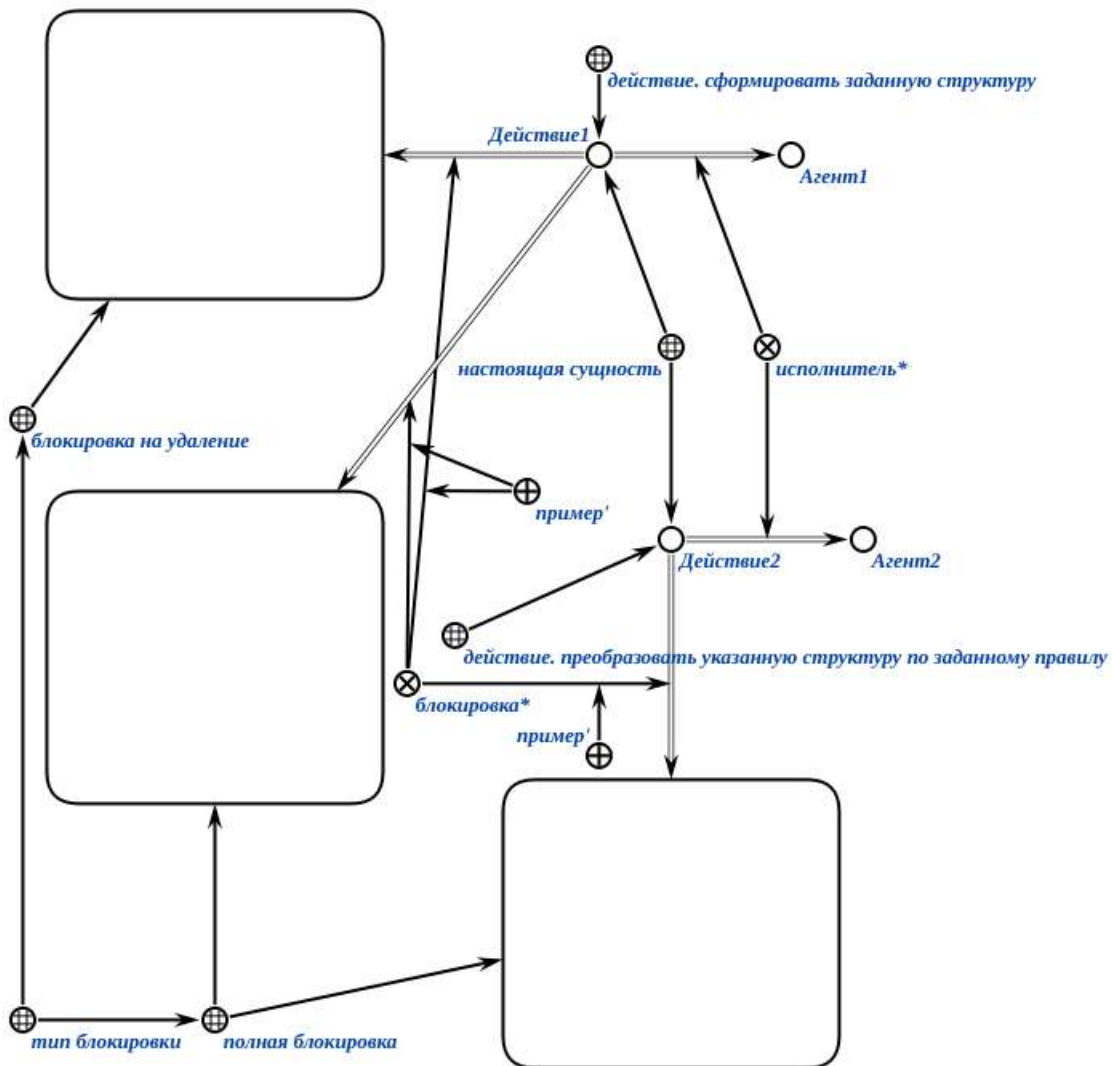 действие. сформировать заданную структуру
Действие1
Агент1
настоящая сущность
исполнитель*
блокировка на удаление
пример'
Действие2
Агент2
действие. преобразовать указанную структуру по заданному правилу
блокировка*
пример'
тип блокировки
полная блокировка